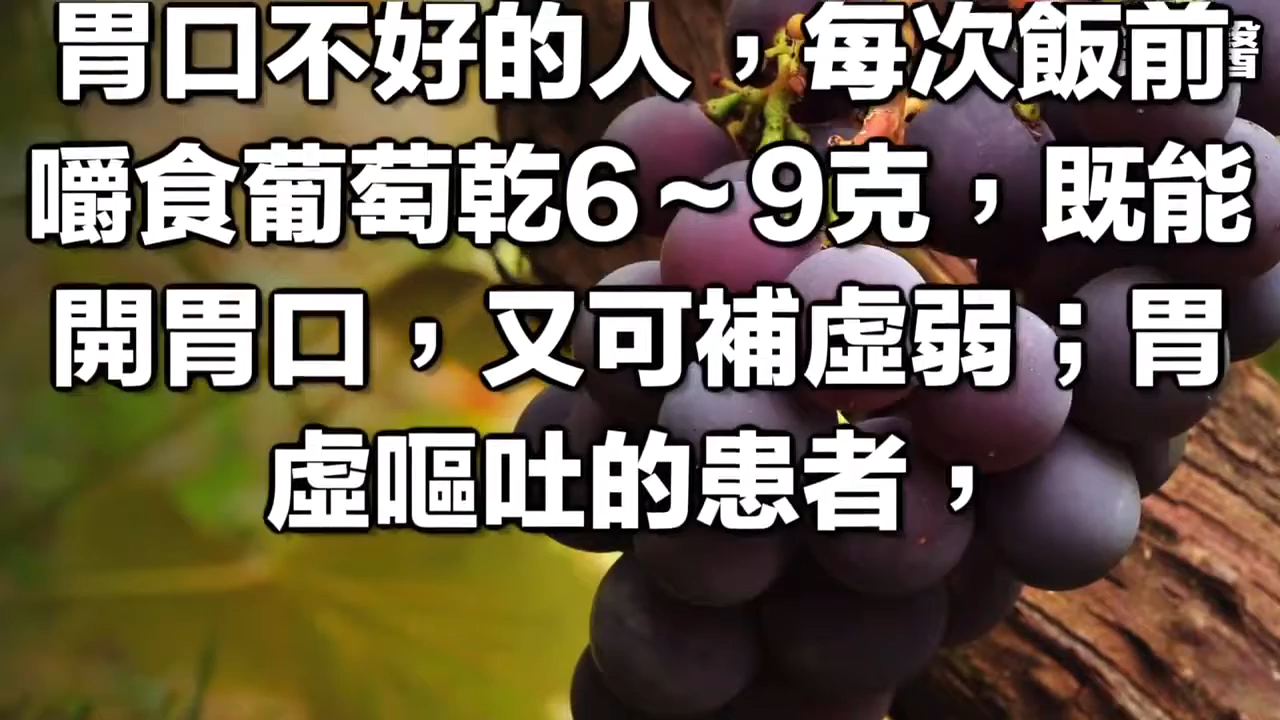 胃口不好的人，每次飯前
嚼食葡萄乾6~9克，既能
開胃口，又可補虛弱；胃
虛嘔吐的患者，